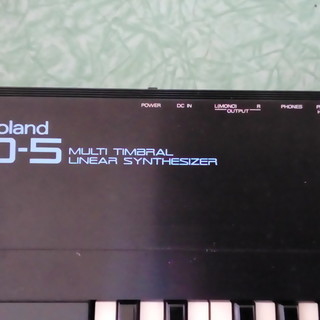 POWER DC IN L(MONO) R PHONES
OUTPUT
oland
D-5 MULTI TIMBRAL
LINEAR SYNTHESIZER